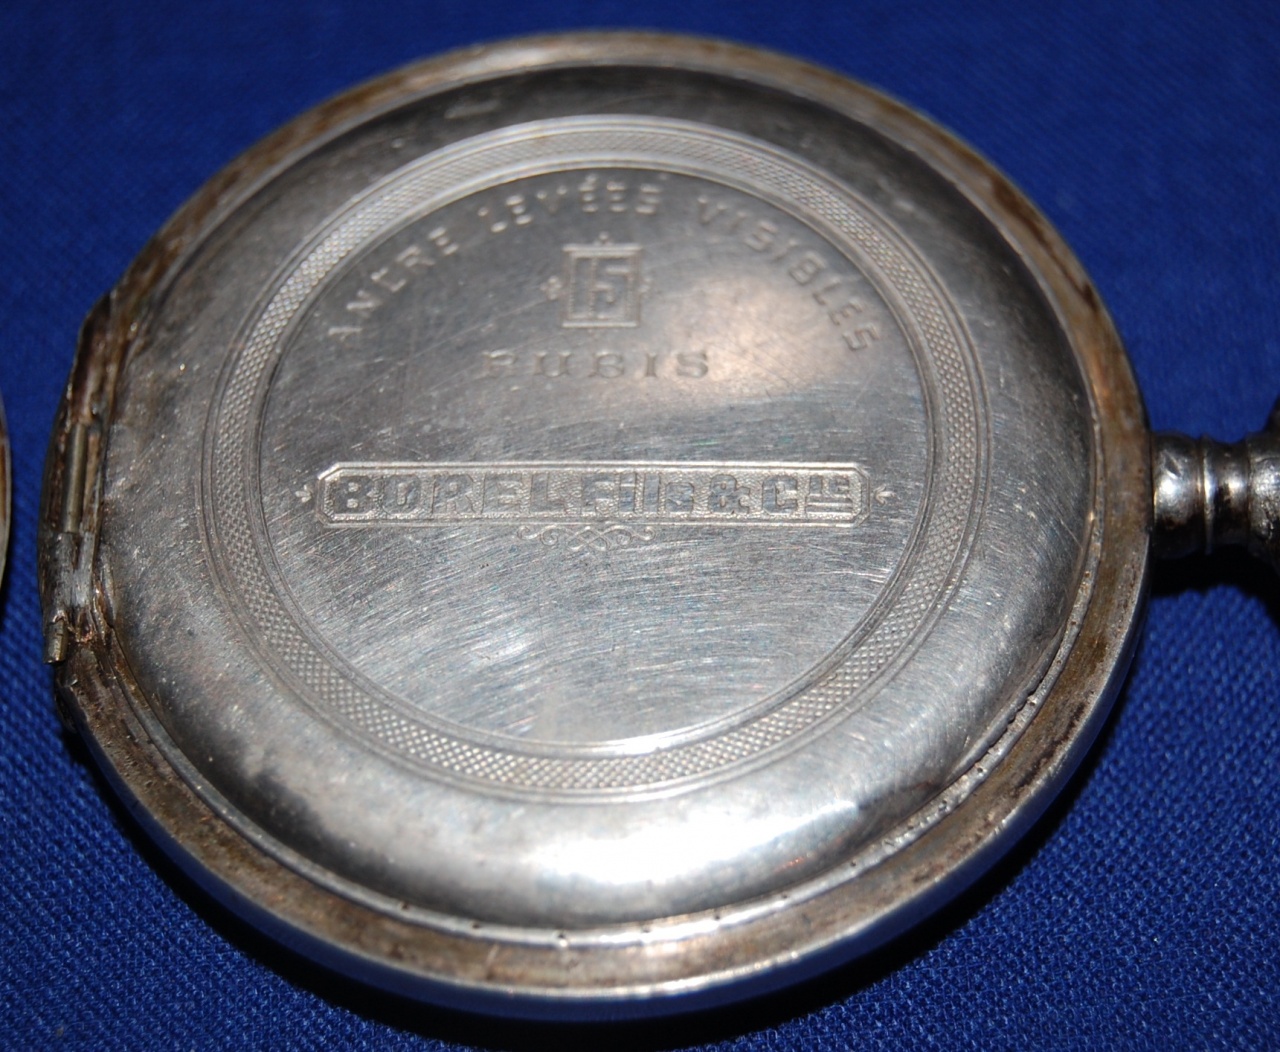 ANCRE LEVÉES VISIBLES
15
RUBIS
BOREL Fils & CIE